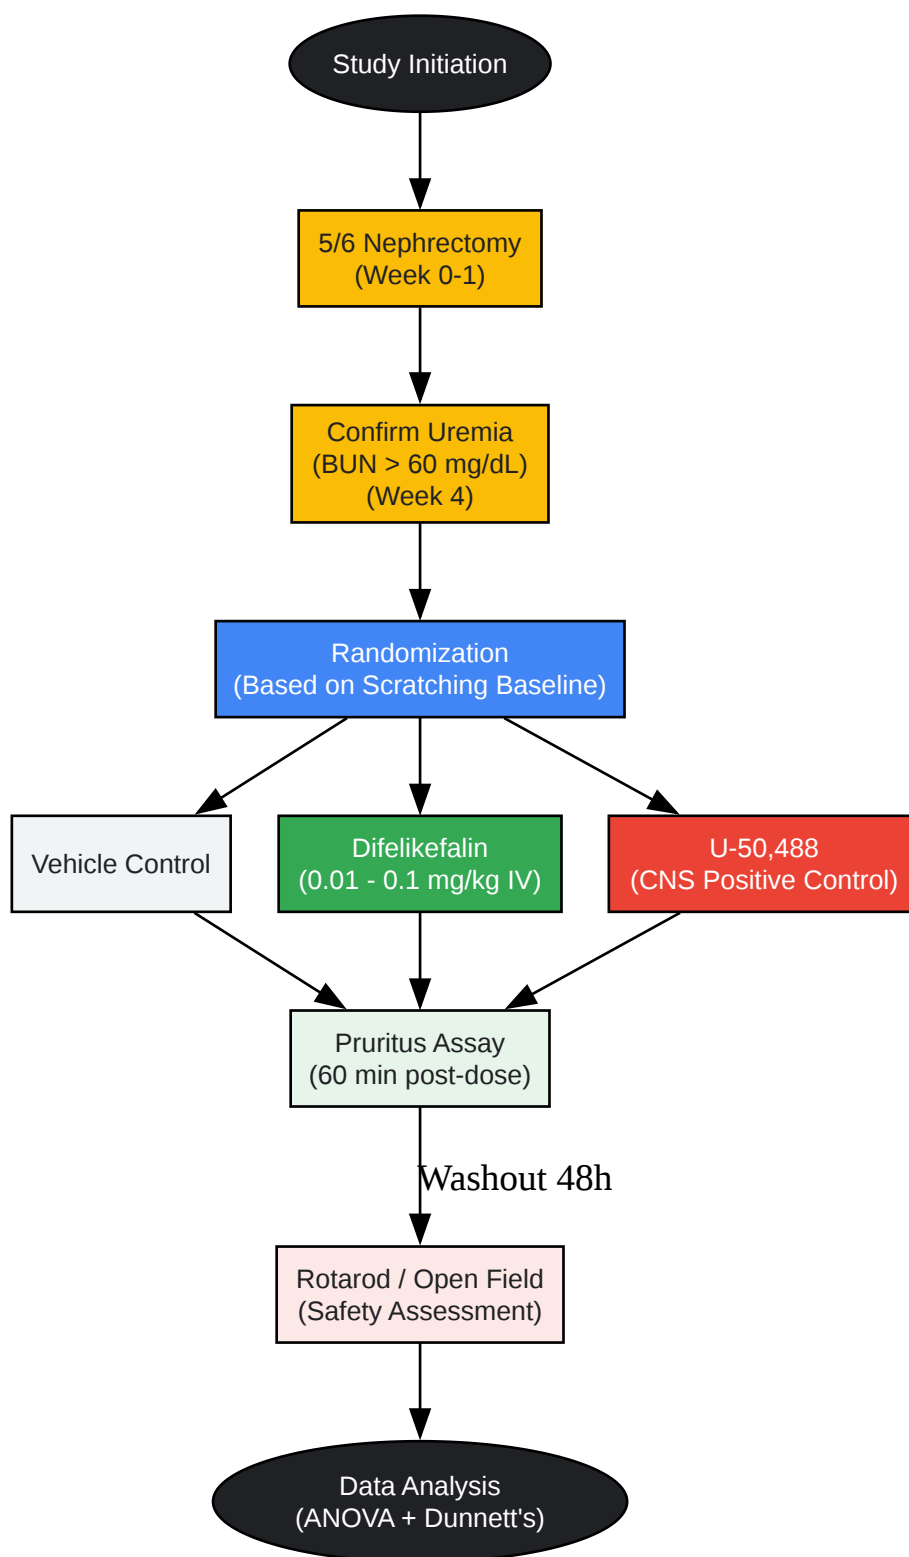 Study Initiation
5/6 Nephrectomy
(Week 0-1)
Confirm Uremia
(BUN > 60 mg/dL)
(Week 4)
Randomization
(Based on Scratching Baseline)
Vehicle Control
Difelikefalin
(0.01 - 0.1 mg/kg IV)
U-50,488
(CNS Positive Control)
Pruritus Assay
(60 min post-dose)
Washout 48h
Rotarod / Open Field
(Safety Assessment)
Data Analysis
(ANOVA + Dunnett's)